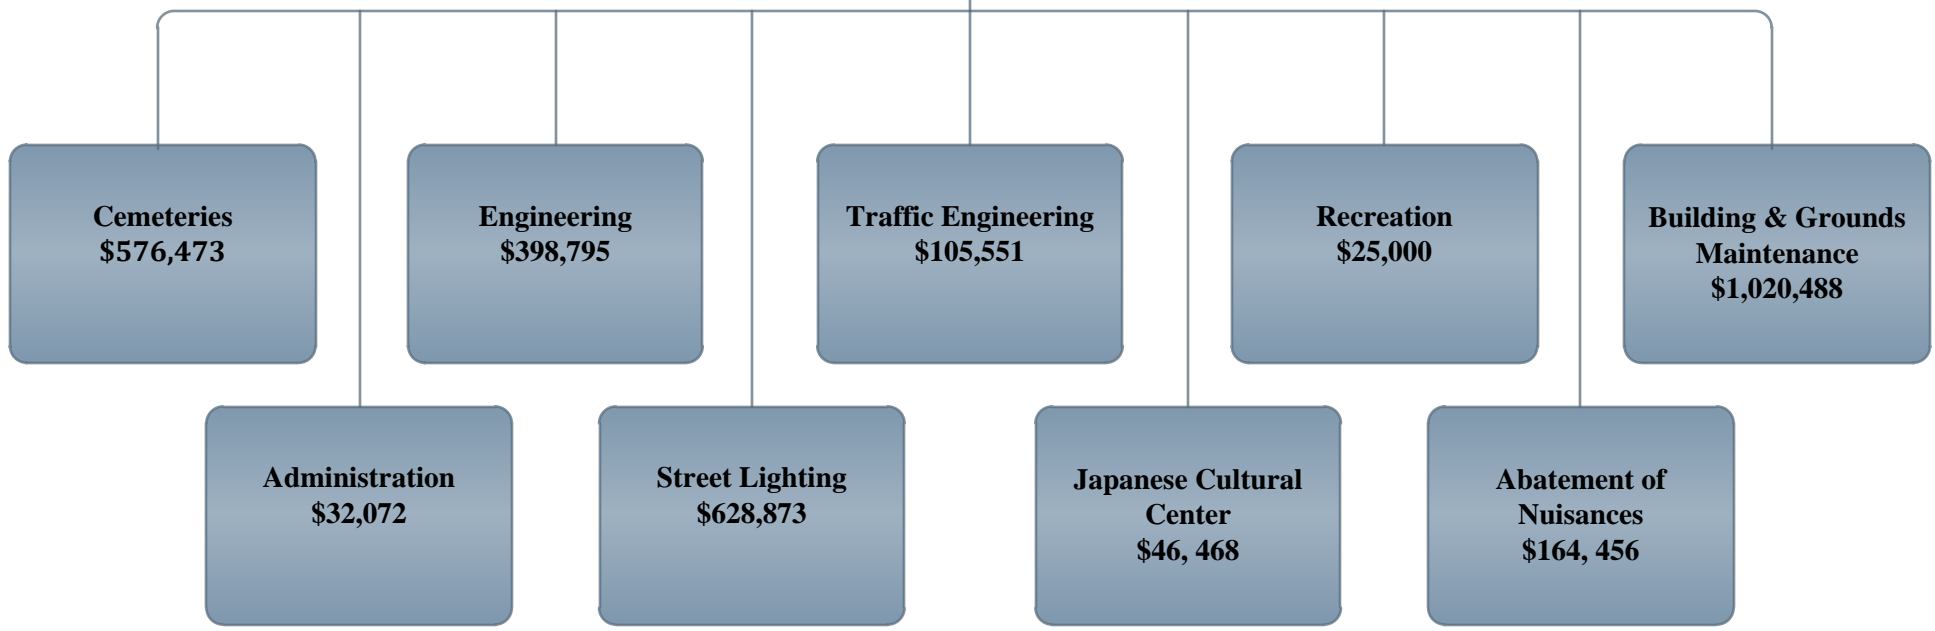 Cemeteries
$576,473
Engineering
$398,795
Traffic Engineering
$105,551
Recreation
$25,000
Building & Grounds
Maintenance
$1,020,488
Administration
$32,072
Street Lighting
$628,873
Japanese Cultural
Center
$46, 468
Abatement of
Nuisances
$164, 456